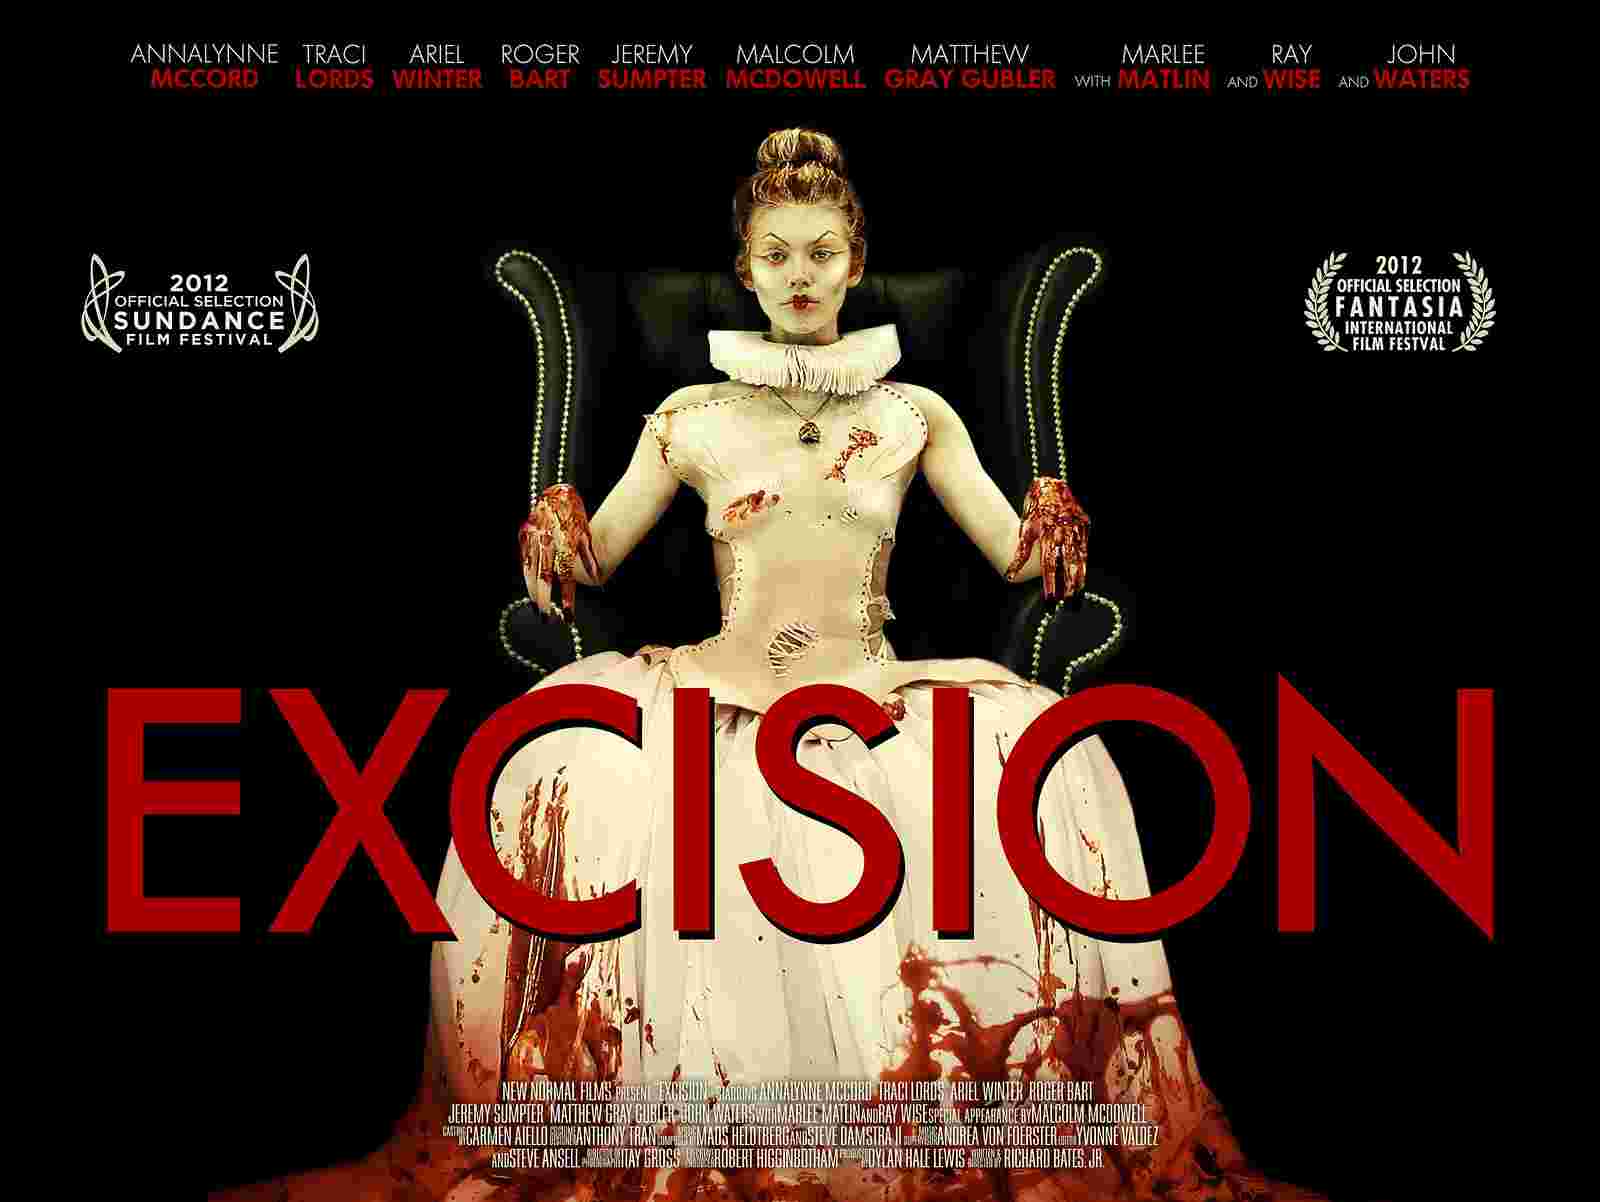 ANNALYNNE TRACI ARIEL ROGER JEREMY MALCOLM MATTHEW MARLEE RAY JOHN
MCCORD LORDS WINTER BART SUMPTER MCDOWELL GRAY GUBLER WITH MATLIN AND WISE AND WATERS
2012
OFFICIAL SELECTION
SUNDANCE
FILM FESTIVAL
2012
OFFICIAL SELECTION
FANTASIA
INTERNATIONAL
FILM FESTVAL
EXCISION
NEW NORMAL FILMS PRESENT "EXCISION" STARRING ANNALYNNE MCCORD TRACI LORDS ARIEL WINTER ROGER BART
JEREMY SUMPTER MATTHEW GRAY GUBLER JOHN WATERS WITH MARLEE MATLIN AND RAY WISE SPECIAL APPEARANCE BY MALCOLM MCDOWELL
CARMEN AIELLO ANTHONY TRAN MADS HELDTBERG AND STEVE DAMSTRA II ANDREA VON FOERSTER YVONNE VALDEZ
AND STEVE ANSELL ITAY GROSS ROBERT HIGGINBOTHAM DYLAN HALE LEWIS RICHARD BATES, JR.